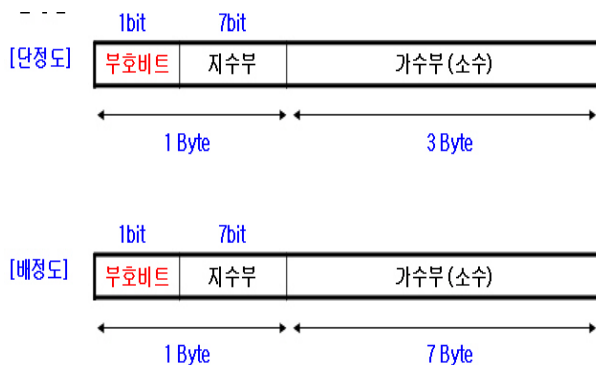 1bit 7bit
[단정도] 부호비트 지수부 가수부(소수)
1 Byte 3 Byte
1bit 7bit
[배정도] 부호비트 지수부 가수부(소수)
1 Byte 7 Byte